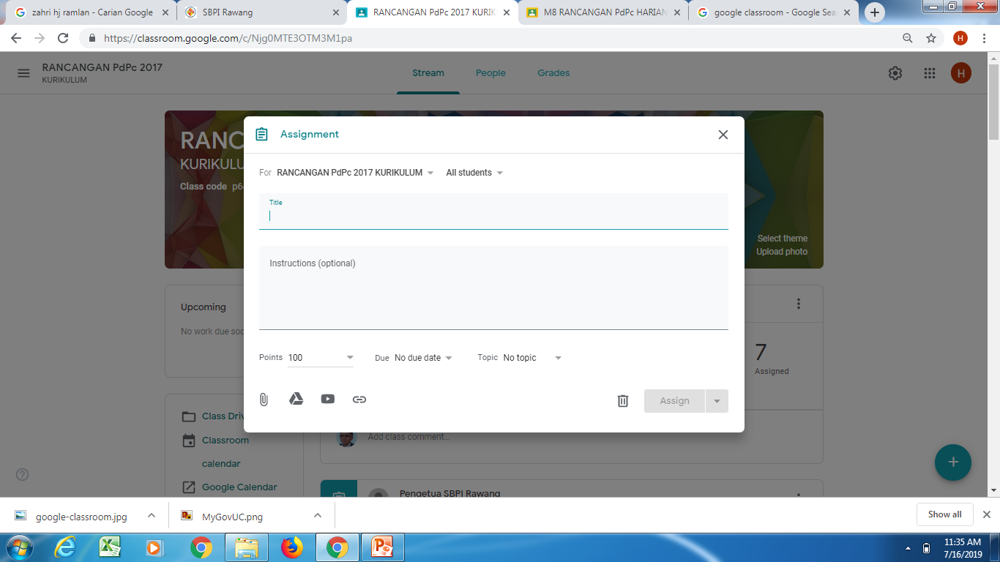 zahri hj ramlan - Carian Google
SBPI Rawang
RANCANGAN PdPc 2017 KURIK
M8 RANCANGAN PdPc HARIAN
google classroom - Google Sea
https://classroom.google.com/c/Njg0MTE3OTM3M1pa
H
RANCANGAN PdPc 2017
KURIKULUM
Stream
People
Grades
H
RANC
KURIKULU
Class code p6
Select theme
Upload photo
Assignment
For RANCANGAN PdPc 2017 KURIKULUM
All students
Title
Instructions (optional)
Points 100
Due No due date
Topic No topic
Assign
Upcoming
No work due soo
7
Assigned
Class Driv
Classroom
calendar
Google Calendar
Add class comment...
Pengetua SBPI Rawang
google-classroom.jpg
MyGovUC.png
Show all
11:35 AM
7/16/2019